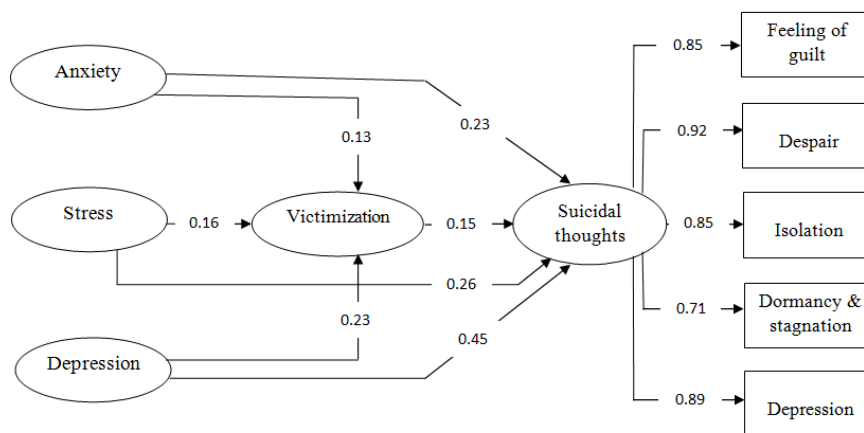 Feeling of
guilt
0.85
Anxiety
0.23
0.13
0.92
Despair
Stress
0.16
Victimization
0.15
Suicidal
thoughts
0.85
Isolation
0.26
0.23
0.45
0.71
Dormancy &
stagnation
Depression
0.89
Depression